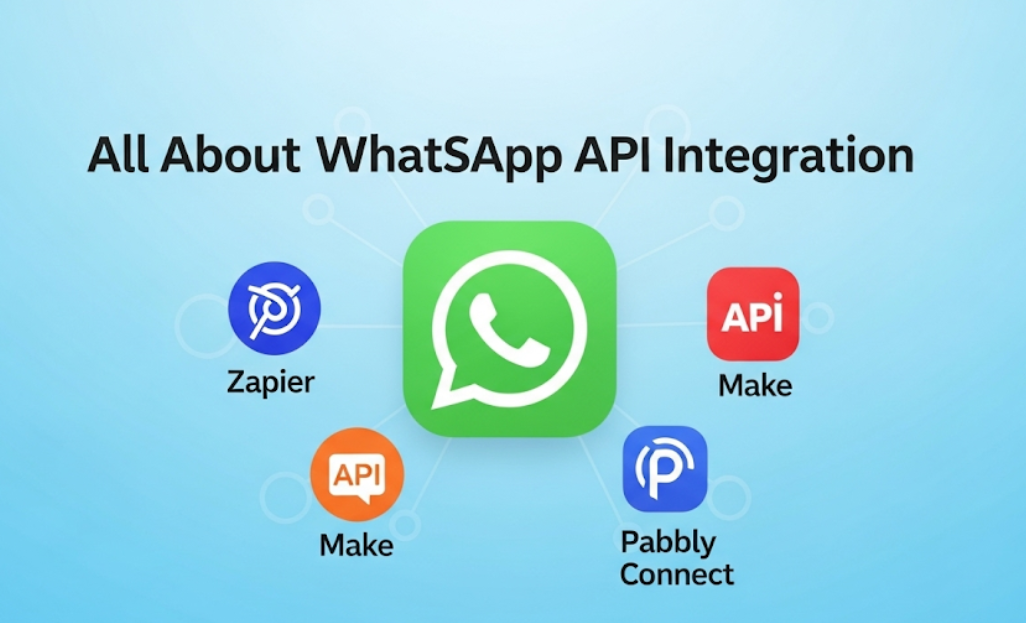 All About WhatSApp API Integration
Zapier
APi
Make
API
Make
Pabbly
Connect